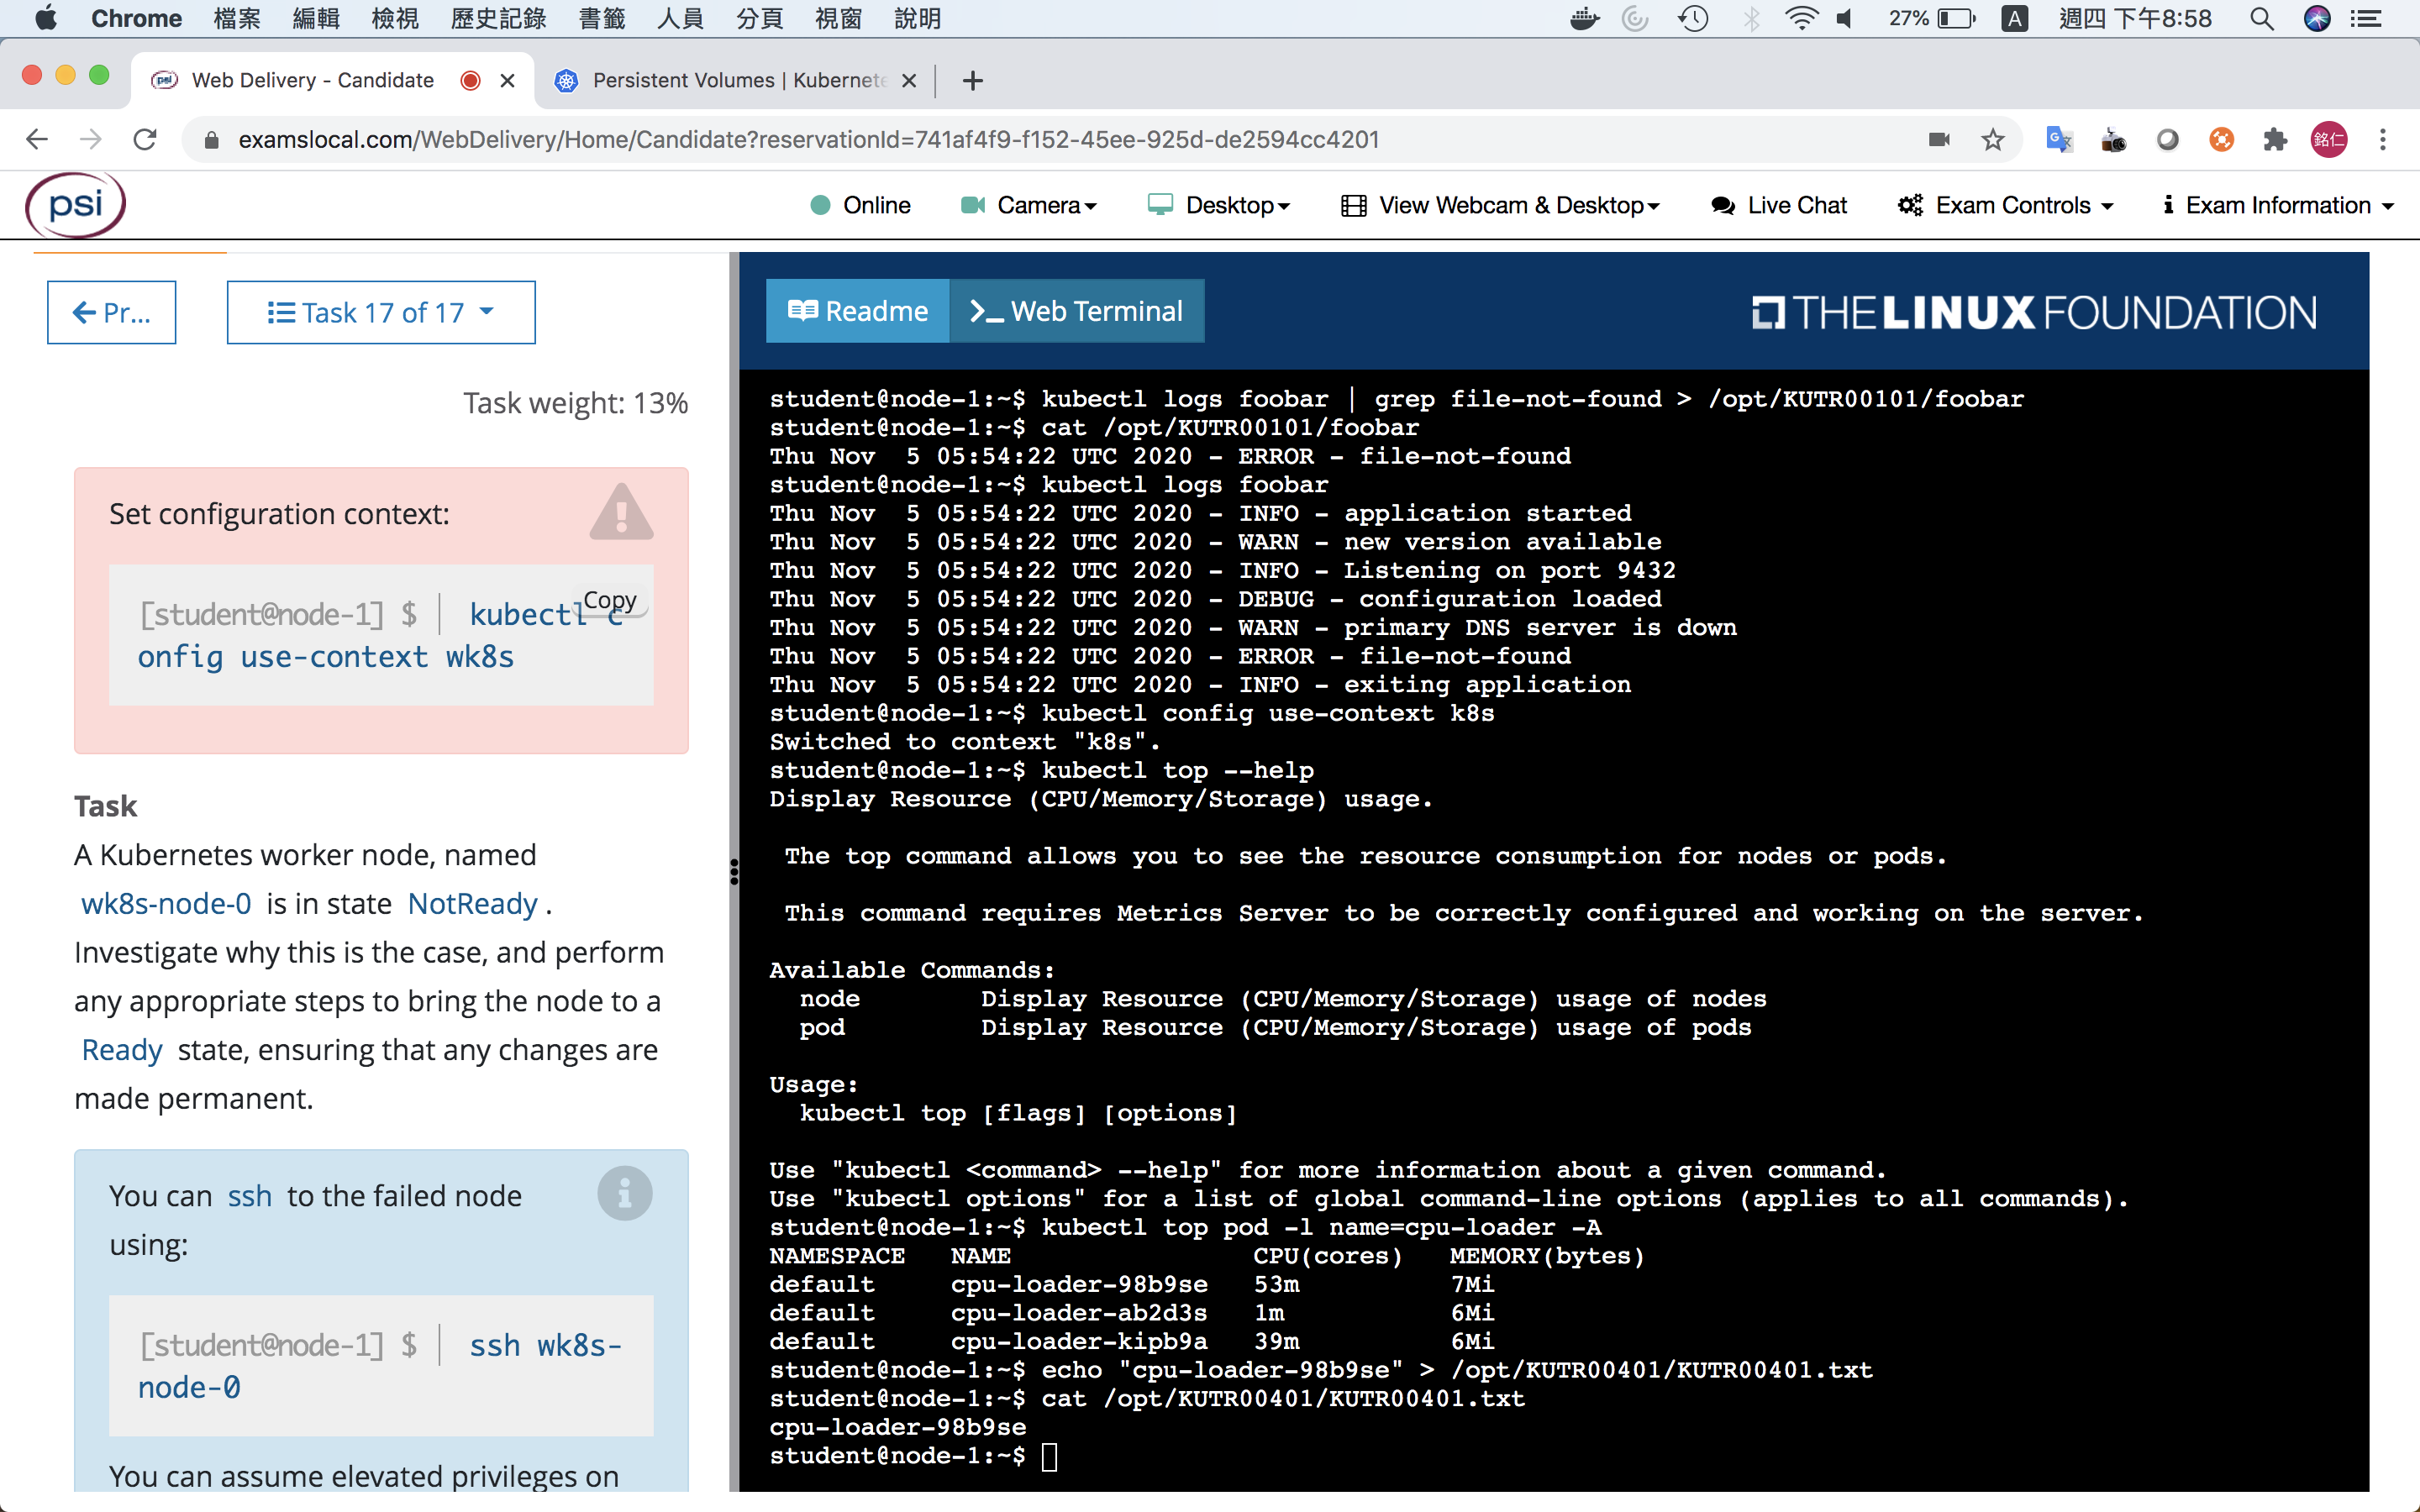 Chrome 檔案 編輯 檢視 歷史記錄 書籤 人員 分頁 視窗 說明 27% A 週四 下午8:58
psi Web Delivery - Candidate Persistent Volumes | Kubernete
examslocal.com/WebDelivery/Home/Candidate?reservationId=741af4f9-f152-45ee-925d-de2594cc4201 銘仁
psi Online Camera Desktop View Webcam & Desktop Live Chat Exam Controls Exam Information
Pr... Task 17 of 17
Task weight: 13%
Set configuration context:
[student@node-1] $ | kubectl c
Copy
onfig use-context wk8s
Task
A Kubernetes worker node, named
wk8s-node-0 is in state NotReady .
Investigate why this is the case, and perform
any appropriate steps to bring the node to a
Ready state, ensuring that any changes are
made permanent.
You can ssh to the failed node
using:
[student@node-1] $ | ssh wk8s-
node-0
You can assume elevated privileges on
Readme >_ Web Terminal THE LINUX FOUNDATION
student@node-1:~$ kubectl logs foobar | grep file-not-found > /opt/KUTR00101/foobar
student@node-1:~$ cat /opt/KUTR00101/foobar
Thu Nov  5 05:54:22 UTC 2020 - ERROR - file-not-found
student@node-1:~$ kubectl logs foobar
Thu Nov  5 05:54:22 UTC 2020 - INFO - application started
Thu Nov  5 05:54:22 UTC 2020 - WARN - new version available
Thu Nov  5 05:54:22 UTC 2020 - INFO - Listening on port 9432
Thu Nov  5 05:54:22 UTC 2020 - DEBUG - configuration loaded
Thu Nov  5 05:54:22 UTC 2020 - WARN - primary DNS server is down
Thu Nov  5 05:54:22 UTC 2020 - ERROR - file-not-found
Thu Nov  5 05:54:22 UTC 2020 - INFO - exiting application
student@node-1:~$ kubectl config use-context k8s
Switched to context "k8s".
student@node-1:~$ kubectl top --help
Display Resource (CPU/Memory/Storage) usage.
The top command allows you to see the resource consumption for nodes or pods.
This command requires Metrics Server to be correctly configured and working on the server.
Available Commands:
node        Display Resource (CPU/Memory/Storage) usage of nodes
pod         Display Resource (CPU/Memory/Storage) usage of pods
Usage:
kubectl top [flags] [options]
Use "kubectl <command> --help" for more information about a given command.
Use "kubectl options" for a list of global command-line options (applies to all commands).
student@node-1:~$ kubectl top pod -l name=cpu-loader -A
NAMESPACE   NAME                CPU(cores)   MEMORY(bytes)
default     cpu-loader-98b9se   53m          7Mi
default     cpu-loader-ab2d3s   1m           6Mi
default     cpu-loader-kipb9a   39m          6Mi
student@node-1:~$ echo "cpu-loader-98b9se" > /opt/KUTR00401/KUTR00401.txt
student@node-1:~$ cat /opt/KUTR00401/KUTR00401.txt
cpu-loader-98b9se
student@node-1:~$